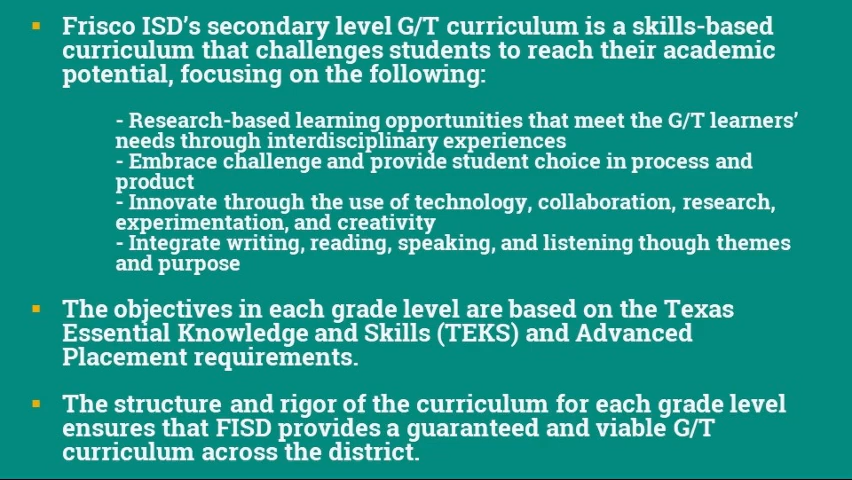 ▪ Frisco ISD's secondary level G/T curriculum is a skills-based
curriculum that challenges students to reach their academic
potential, focusing on the following:
- Research-based learning opportunities that meet the G/T learners'
needs through interdisciplinary experiences
- Embrace challenge and provide student choice in process and
product
- Innovate through the use of technology, collaboration, research,
experimentation, and creativity
- Integrate writing, reading, speaking, and listening though themes
and purpose
▪ The objectives in each grade level are based on the Texas
Essential Knowledge and Skills (TEKS) and Advanced
Placement requirements.
▪ The structure and rigor of the curriculum for each grade level
ensures that FISD provides a guaranteed and viable G/T
curriculum across the district.